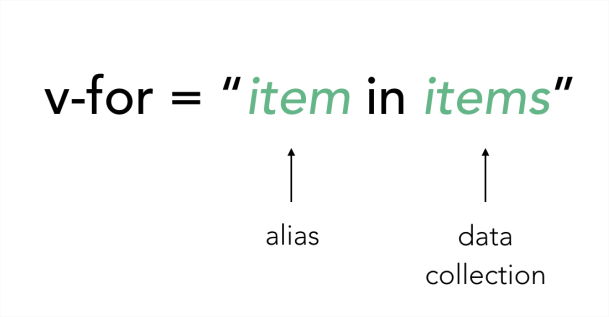 v-for = “item in items”
alias
data
collection